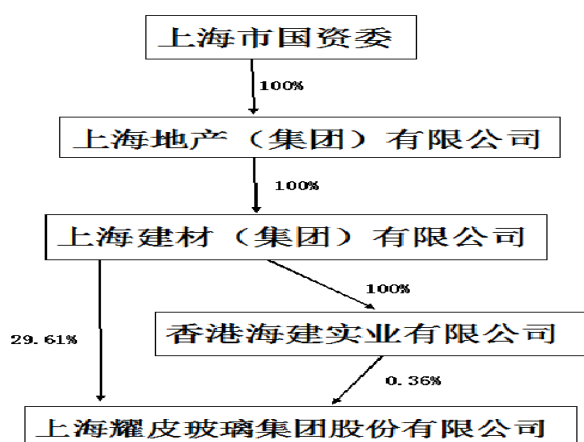 上海市国资委
100%
上海地产（集团）有限公司
100%
上海建材（集团）有限公司
100%
29.61%
香港海建实业有限公司
0.36%
上海耀皮玻璃集团股份有限公司